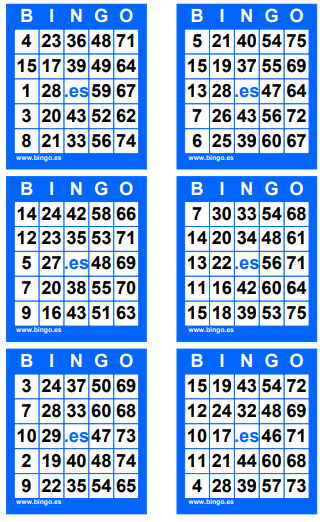 B I N G O
4 23 36 48 71
15 17 39 49 64
1 28 .es 59 67
3 20 43 52 62
8 21 33 56 74
www.bingo.es
B I N G O
5 21 40 54 75
15 19 37 55 69
13 28 .es 47 64
7 26 43 56 72
6 25 39 60 67
www.bingo.es
B I N G O
14 24 42 58 66
12 23 35 53 71
5 27 .es 48 69
7 20 38 55 70
9 16 43 51 63
www.bingo.es
B I N G O
7 30 33 54 68
14 20 34 48 61
13 22 .es 56 71
11 16 42 60 64
15 18 39 53 75
www.bingo.es
B I N G O
3 24 37 50 69
7 28 33 60 68
10 29 .es 47 73
2 19 40 48 74
9 22 35 54 65
www.bingo.es
B I N G O
15 19 43 54 72
12 24 32 48 69
10 17 .es 46 71
11 21 44 60 68
4 28 39 57 73
www.bingo.es